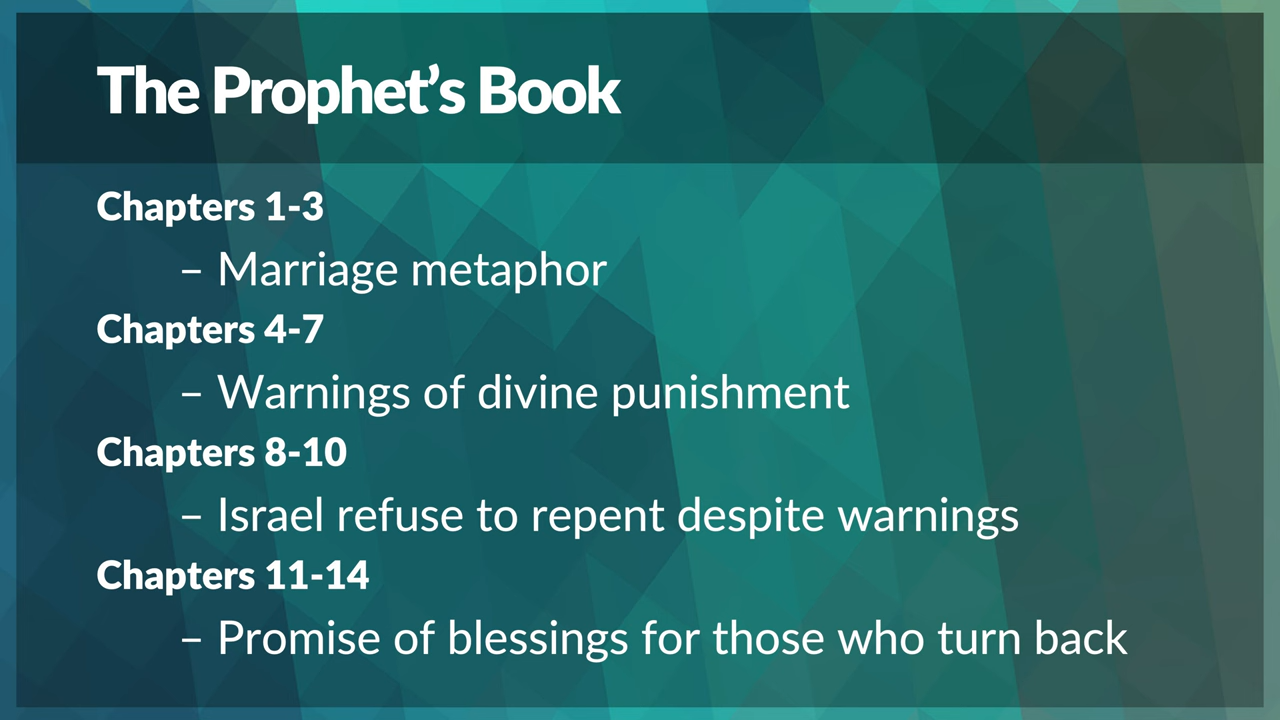 The Prophet’s Book
Chapters 1-3
– Marriage metaphor
Chapters 4-7
– Warnings of divine punishment
Chapters 8-10
– Israel refuse to repent despite warnings
Chapters 11-14
– Promise of blessings for those who turn back